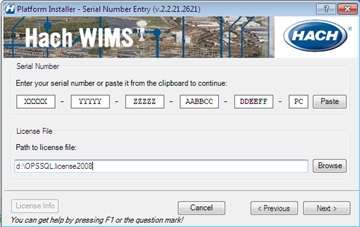 Platform Installer - Serial Number Entry (v.2.2.21.2621)
Hach WIMS
HACH
Serial Number
Enter your serial number or paste it from the clipboard to continue:
XXXXX - YYYYY - ZZZZZ - AABBCC - DDEEFF - PC Paste
License File
Path to license file:
d:\OPSSQL.license2008 Browse
License Info Cancel < Previous Next >
You can get help by pressing F1 or the question mark!